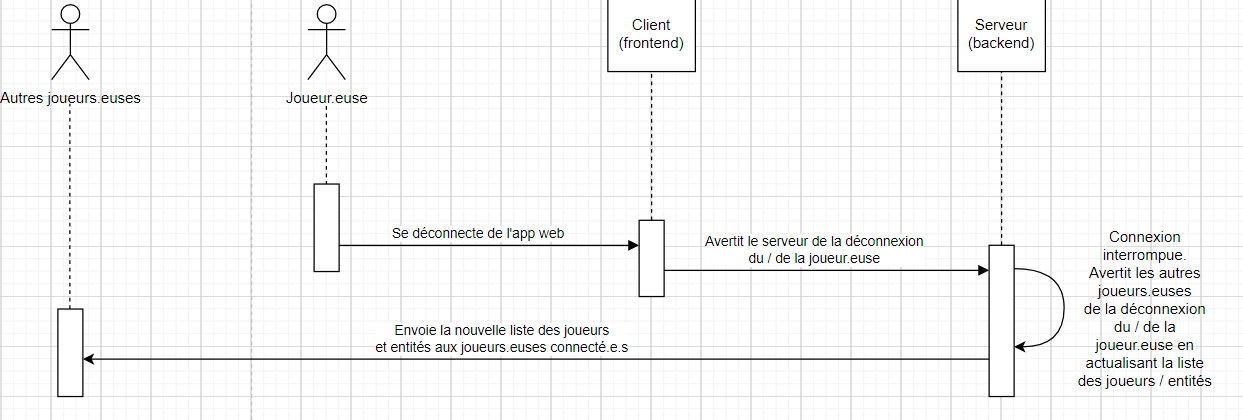 Client
(frontend)
Serveur
(backend)
Autres joueurs.euses
Joueur.euse
Se déconnecte de l'app web
Avertit le serveur de la déconnexion
du / de la joueur.euse
Connexion
interrompue.
Avertit les autres
joueurs.euses
de la déconnexion
du / de la
joueur.euse en
actualisant la liste
des joueurs / entités
Envoie la nouvelle liste des joueurs
et entités aux joueurs.euses connecté.e.s